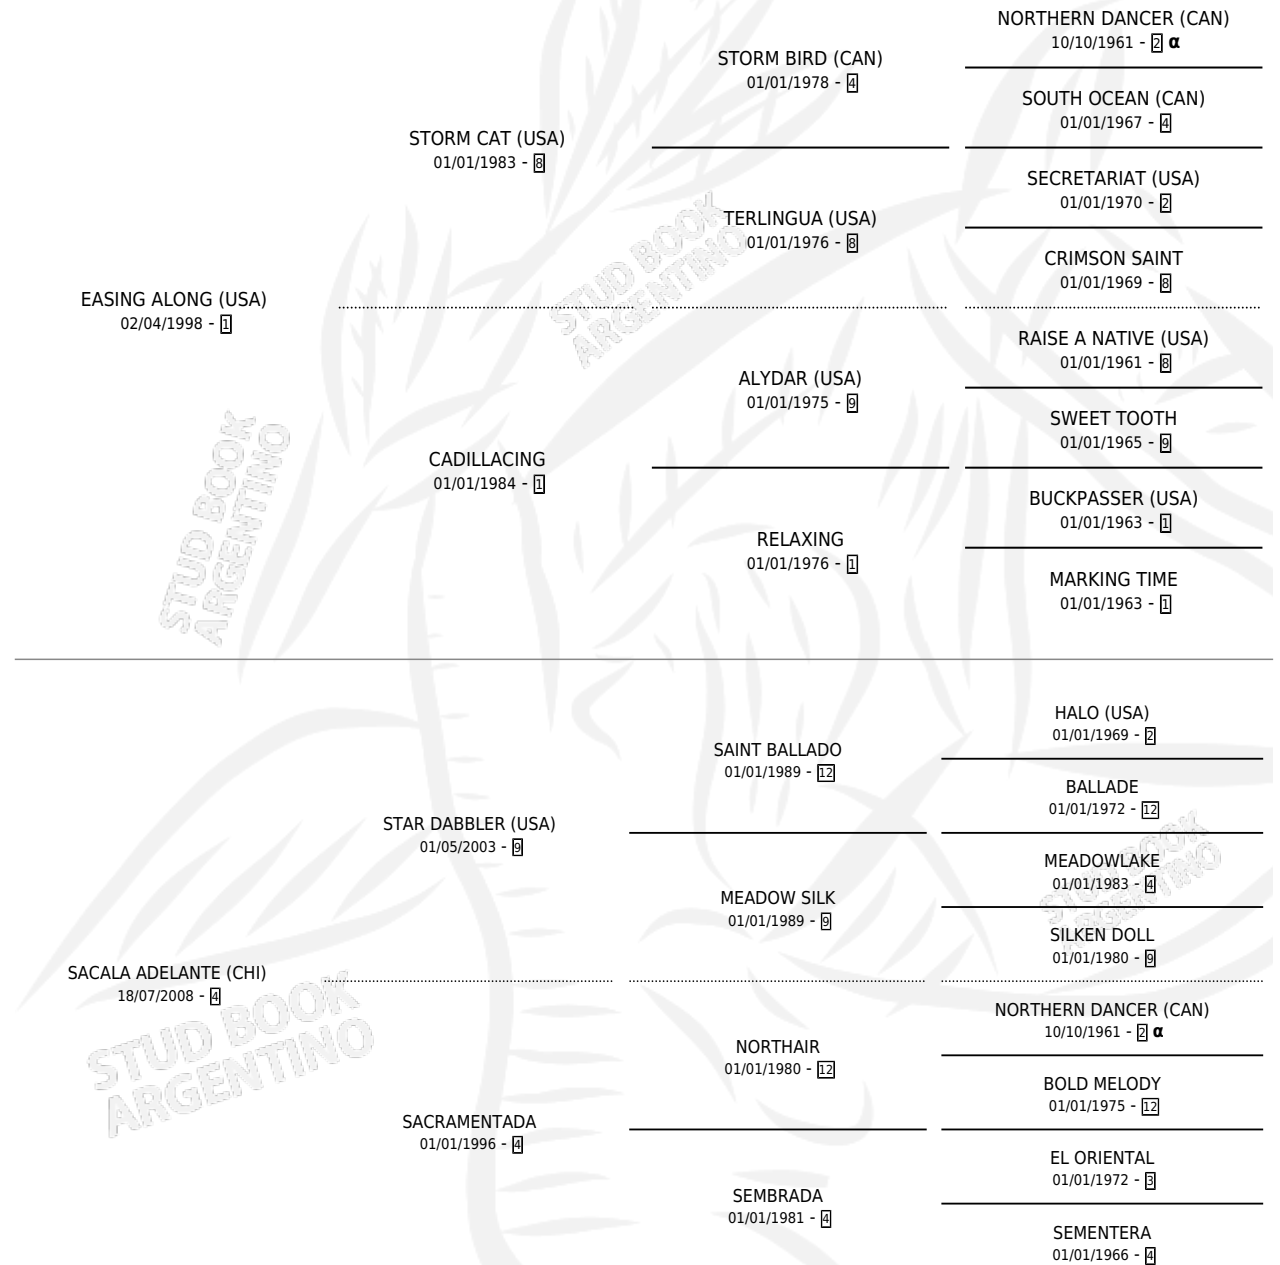 NORTHERN DANCER (CAN)
10/10/1961 - 2 α
STORM BIRD (CAN)
01/01/1978 - 4
SOUTH OCEAN (CAN)
01/01/1967 - 4
STORM CAT (USA)
01/01/1983 - 8
SECRETARIAT (USA)
01/01/1970 - 2
TERLINGUA (USA)
01/01/1976 - 8
CRIMSON SAINT
01/01/1969 - 8
EASING ALONG (USA)
02/04/1998 - 1
RAISE A NATIVE (USA)
01/01/1961 - 8
ALYDAR (USA)
01/01/1975 - 9
SWEET TOOTH
01/01/1965 - 9
CADILLACING
01/01/1984 - 1
BUCKPASSER (USA)
01/01/1963 - 1
RELAXING
01/01/1976 - 1
MARKING TIME
01/01/1963 - 1
HALO (USA)
01/01/1969 - 2
SAINT BALLADO
01/01/1989 - 12
BALLADE
01/01/1972 - 12
STAR DABBLER (USA)
01/05/2003 - 9
MEADOWLAKE
01/01/1983 - 4
MEADOW SILK
01/01/1989 - 9
SILKEN DOLL
01/01/1980 - 9
SACALA ADELANTE (CHI)
18/07/2008 - 4
NORTHERN DANCER (CAN)
10/10/1961 - 2 α
NORTHAIR
01/01/1980 - 12
BOLD MELODY
01/01/1975 - 12
SACRAMENTADA
01/01/1996 - 4
EL ORIENTAL
01/01/1972 - 3
SEMBRADA
01/01/1981 - 4
SEMENTERA
01/01/1966 - 4
STUD BOOK
ARGENTINO
STUD BOOK
ARGENTINO
STUD BOOK
ARGENTINO
STUD BOOK
ARGENTINO